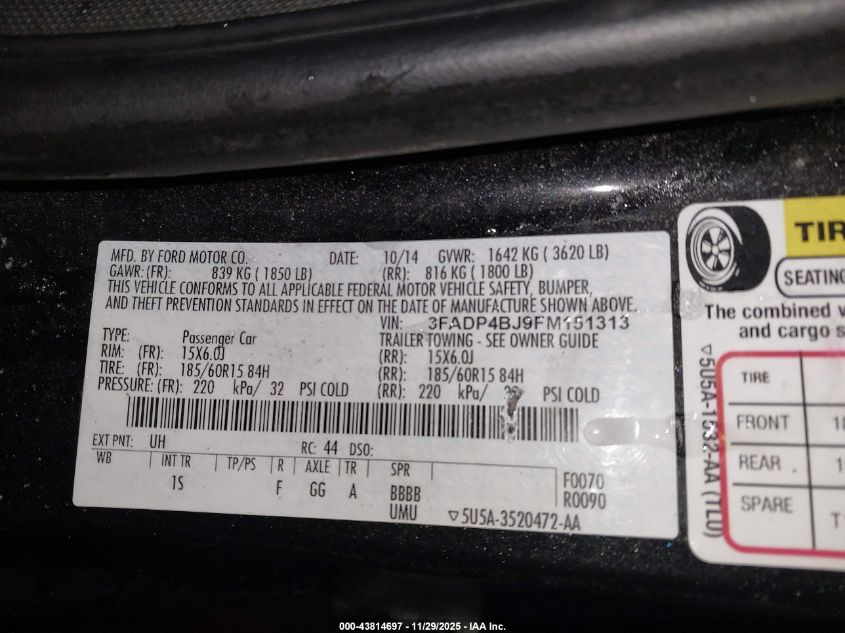 MFD. BY FORD MOTOR CO. DATE: 10/14 GVWR: 1642 KG ( 3620 LB)
GAWR: (FR): 839 KG ( 1850 LB) (RR): 816 KG ( 1800 LB)
THIS VEHICLE CONFORMS TO ALL APPLICABLE FEDERAL MOTOR VEHICLE SAFETY, BUMPER,
AND THEFT PREVENTION STANDARDS IN EFFECT ON THE DATE OF MANUFACTURE SHOWN ABOVE.
VIN: 3FADP4BJ9FM151313
TYPE: Passenger Car TRAILER TOWING - SEE OWNER GUIDE
RIM: (FR): 15X6.0J (RR): 15X6.0J
TIRE: (FR): 185/60R15 84H (RR): 185/60R15 84H
PRESSURE: (FR): 220 kPa/ 32 PSI COLD (RR): 220 kPa/ PSI COLD
EXT PNT: UH RC: 44 DSO:
WB INT TR TP/PS R AXLE TR SPR
1S F GG A BBBB F0070
UMU R0090
▽5U5A-3520472-AA
TIR
SEATING
The combined
and cargo s
TIRE
FRONT 18
REAR 1
SPARE T
▽5U5A-1532-AA (TL0)
000-43814697 - 11/29/2025 - IAA Inc.